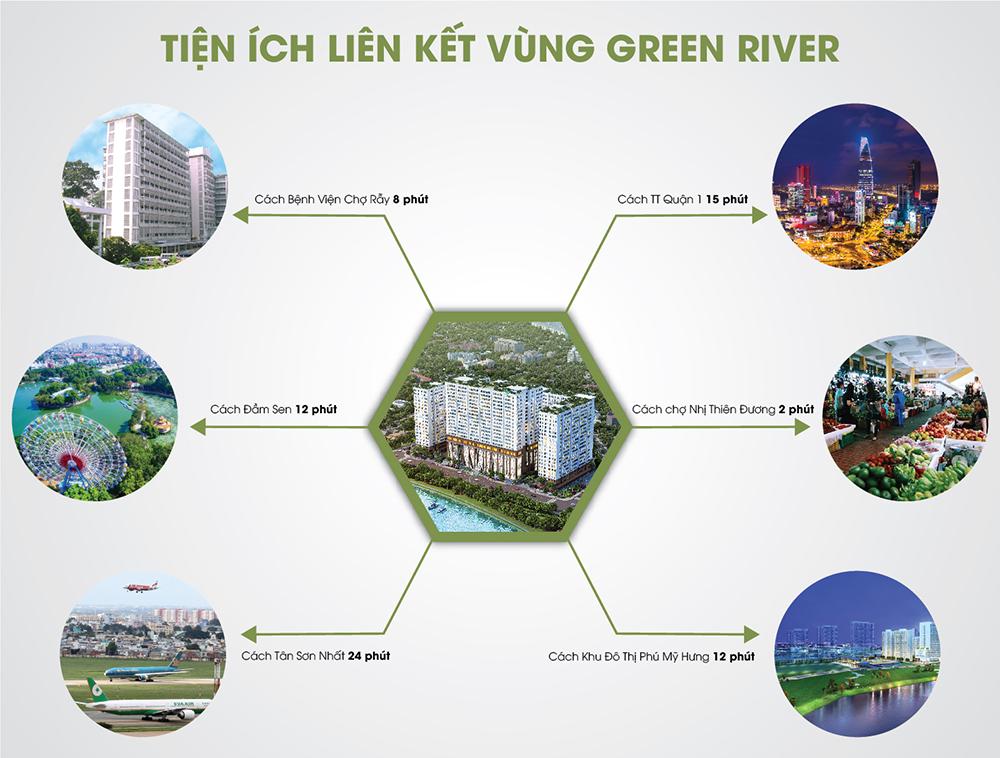 TIỆN ÍCH LIÊN KẾT VÙNG GREEN RIVER
Cách Bệnh Viện Chợ Rẫy 8 phút
Cách TT Quận 1 15 phút
Cách Đầm Sen 12 phút
Cách chợ Nhị Thiên Đương 2 phút
Cách Tân Sơn Nhất 24 phút
Cách Khu Đô Thị Phú Mỹ Hưng 12 phút